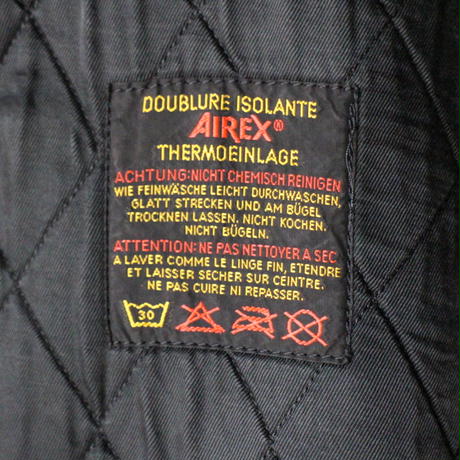 DOUBLURE ISOLANTE
AIREX®
THERMOEINLAGE
ACHTUNG: NICHT CHEMISCH REINIGEN
WIE FEINWÄSCHE LEICHT DURCHWASCHEN,
GLATT STRECKEN UND AM BÜGEL
TROCKNEN LASSEN. NICHT KOCHEN.
NICHT BÜGELN.
ATTENTION: NE PAS NETTOYER A SEC
A LAVER COMME LE LINGE FIN, ETENDRE
ET LAISSER SECHER SUR CEINTRE.
NE PAS CUIRE NI REPASSER.
30